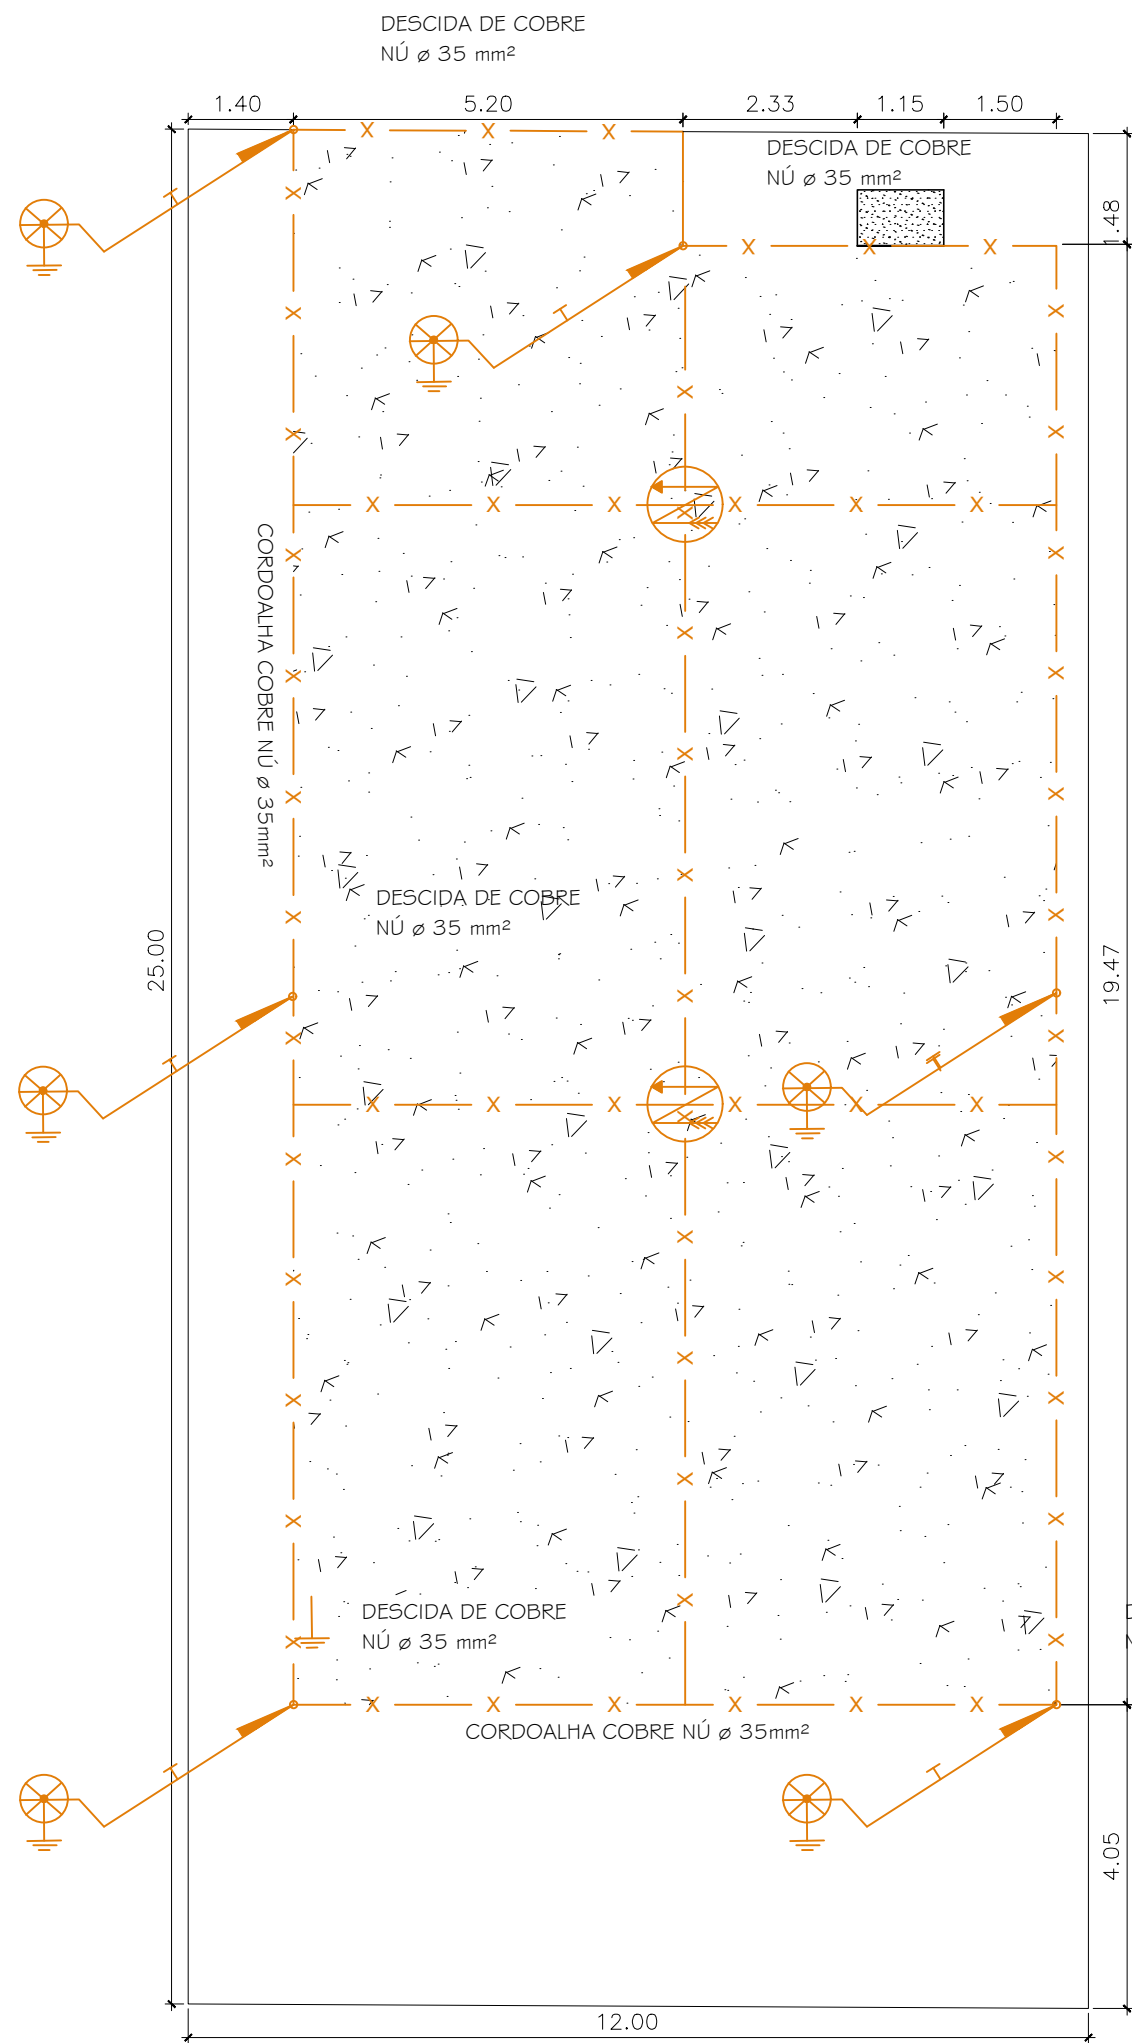 DESCIDA DE COBRE
NÚ ø 35 mm²
1.40
5.20
2.33
1.15
1.50
DESCIDA DE COBRE
NÚ ø 35 mm²
1.48
CORDOALHA COBRE NÚ ø 35mm²
DESCIDA DE COBRE
NÚ ø 35 mm²
25.00
19.47
DESCIDA DE COBRE
NÚ ø 35 mm²
CORDOALHA COBRE NÚ ø 35mm²
4.05
12.00